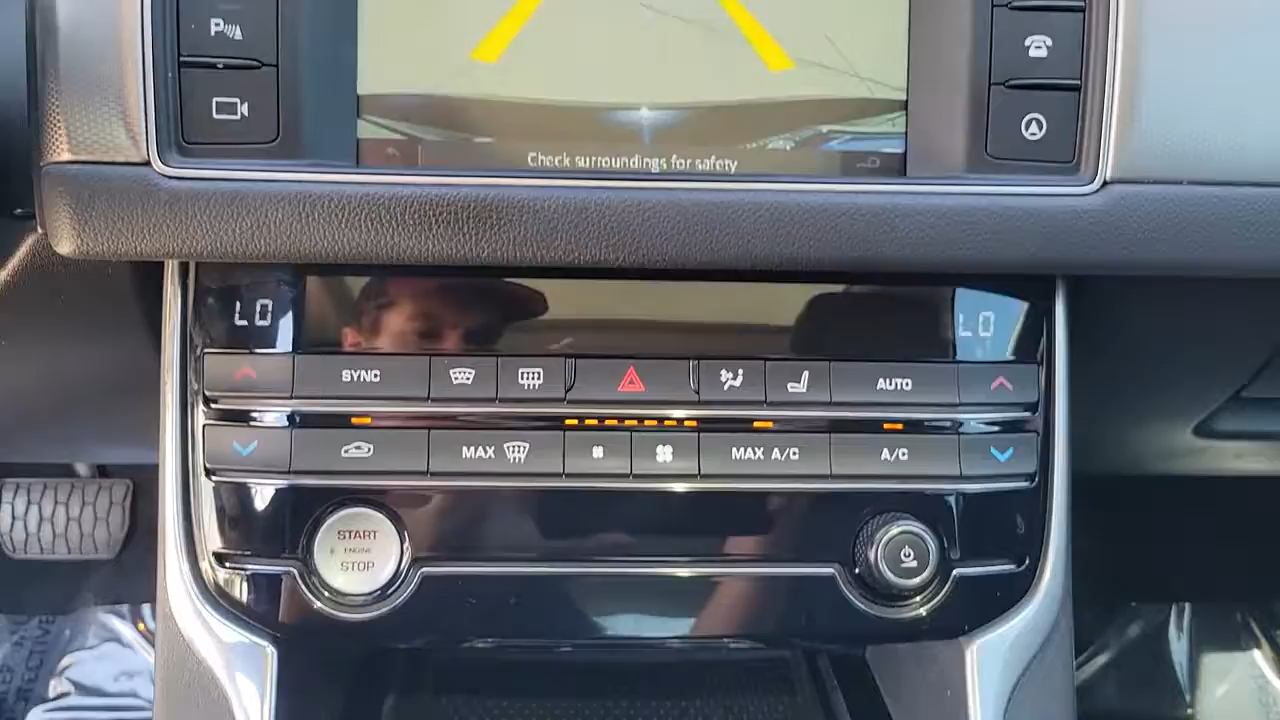 P
Check surroundings for safety
LO
LO
SYNC
AUTO
MAX
MAX A/C
A/C
START
ENGINE
STOP